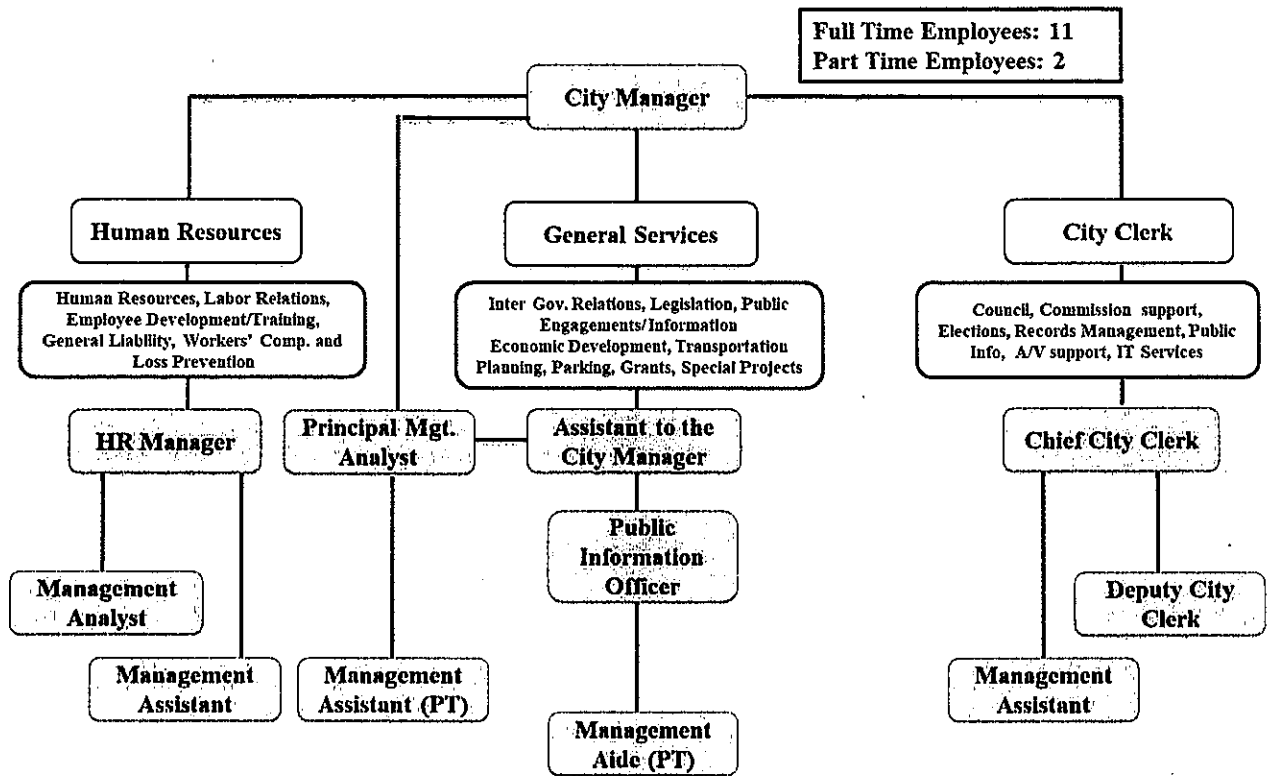 Full Time Employees: 11
Part Time Employees: 2
City Manager
Human Resources
General Services
City Clerk
Human Resources, Labor Relations,
Employee Development/Training,
General Liability, Workers' Comp. and
Loss Prevention
Inter Gov. Relations, Legislation, Public
Engagements/Information
Economic Development, Transportation
Planning, Parking, Grants, Special Projects
Council, Commission support,
Elections, Records Management, Public
Info, A/V support, IT Services
HR Manager
Principal Mgt.
Analyst
Assistant to the
City Manager
Chief City Clerk
Public
Information
Officer
Management
Analyst
Deputy City
Clerk
Management
Assistant
Management
Assistant (PT)
Management
Assistant
Management
Aide (PT)